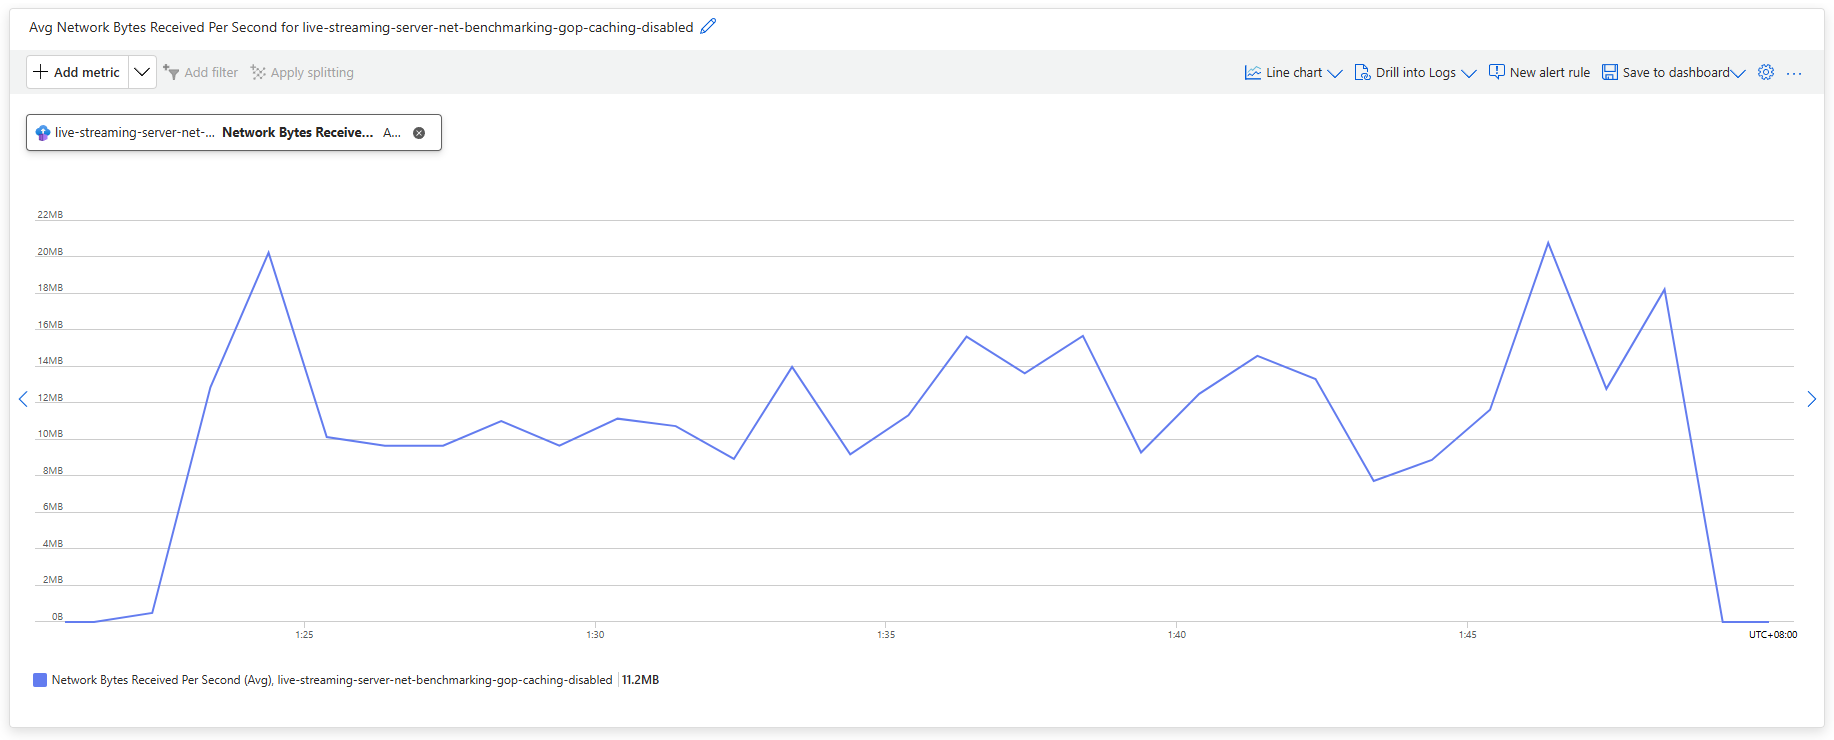 Avg Network Bytes Received Per Second for live-streaming-server-net-benchmarking-gop-caching-disabled
Add metric Add filter Apply splitting Line chart Drill into Logs New alert rule Save to dashboard ...
live-streaming-server-net-... Network Bytes Receive... A...
22MB
20MB
18MB
16MB
14MB
12MB
10MB
8MB
6MB
4MB
2MB
0B
1:25 1:30 1:35 1:40 1:45 UTC+08:00
Network Bytes Received Per Second (Avg), live-streaming-server-net-benchmarking-gop-caching-disabled 11.2MB